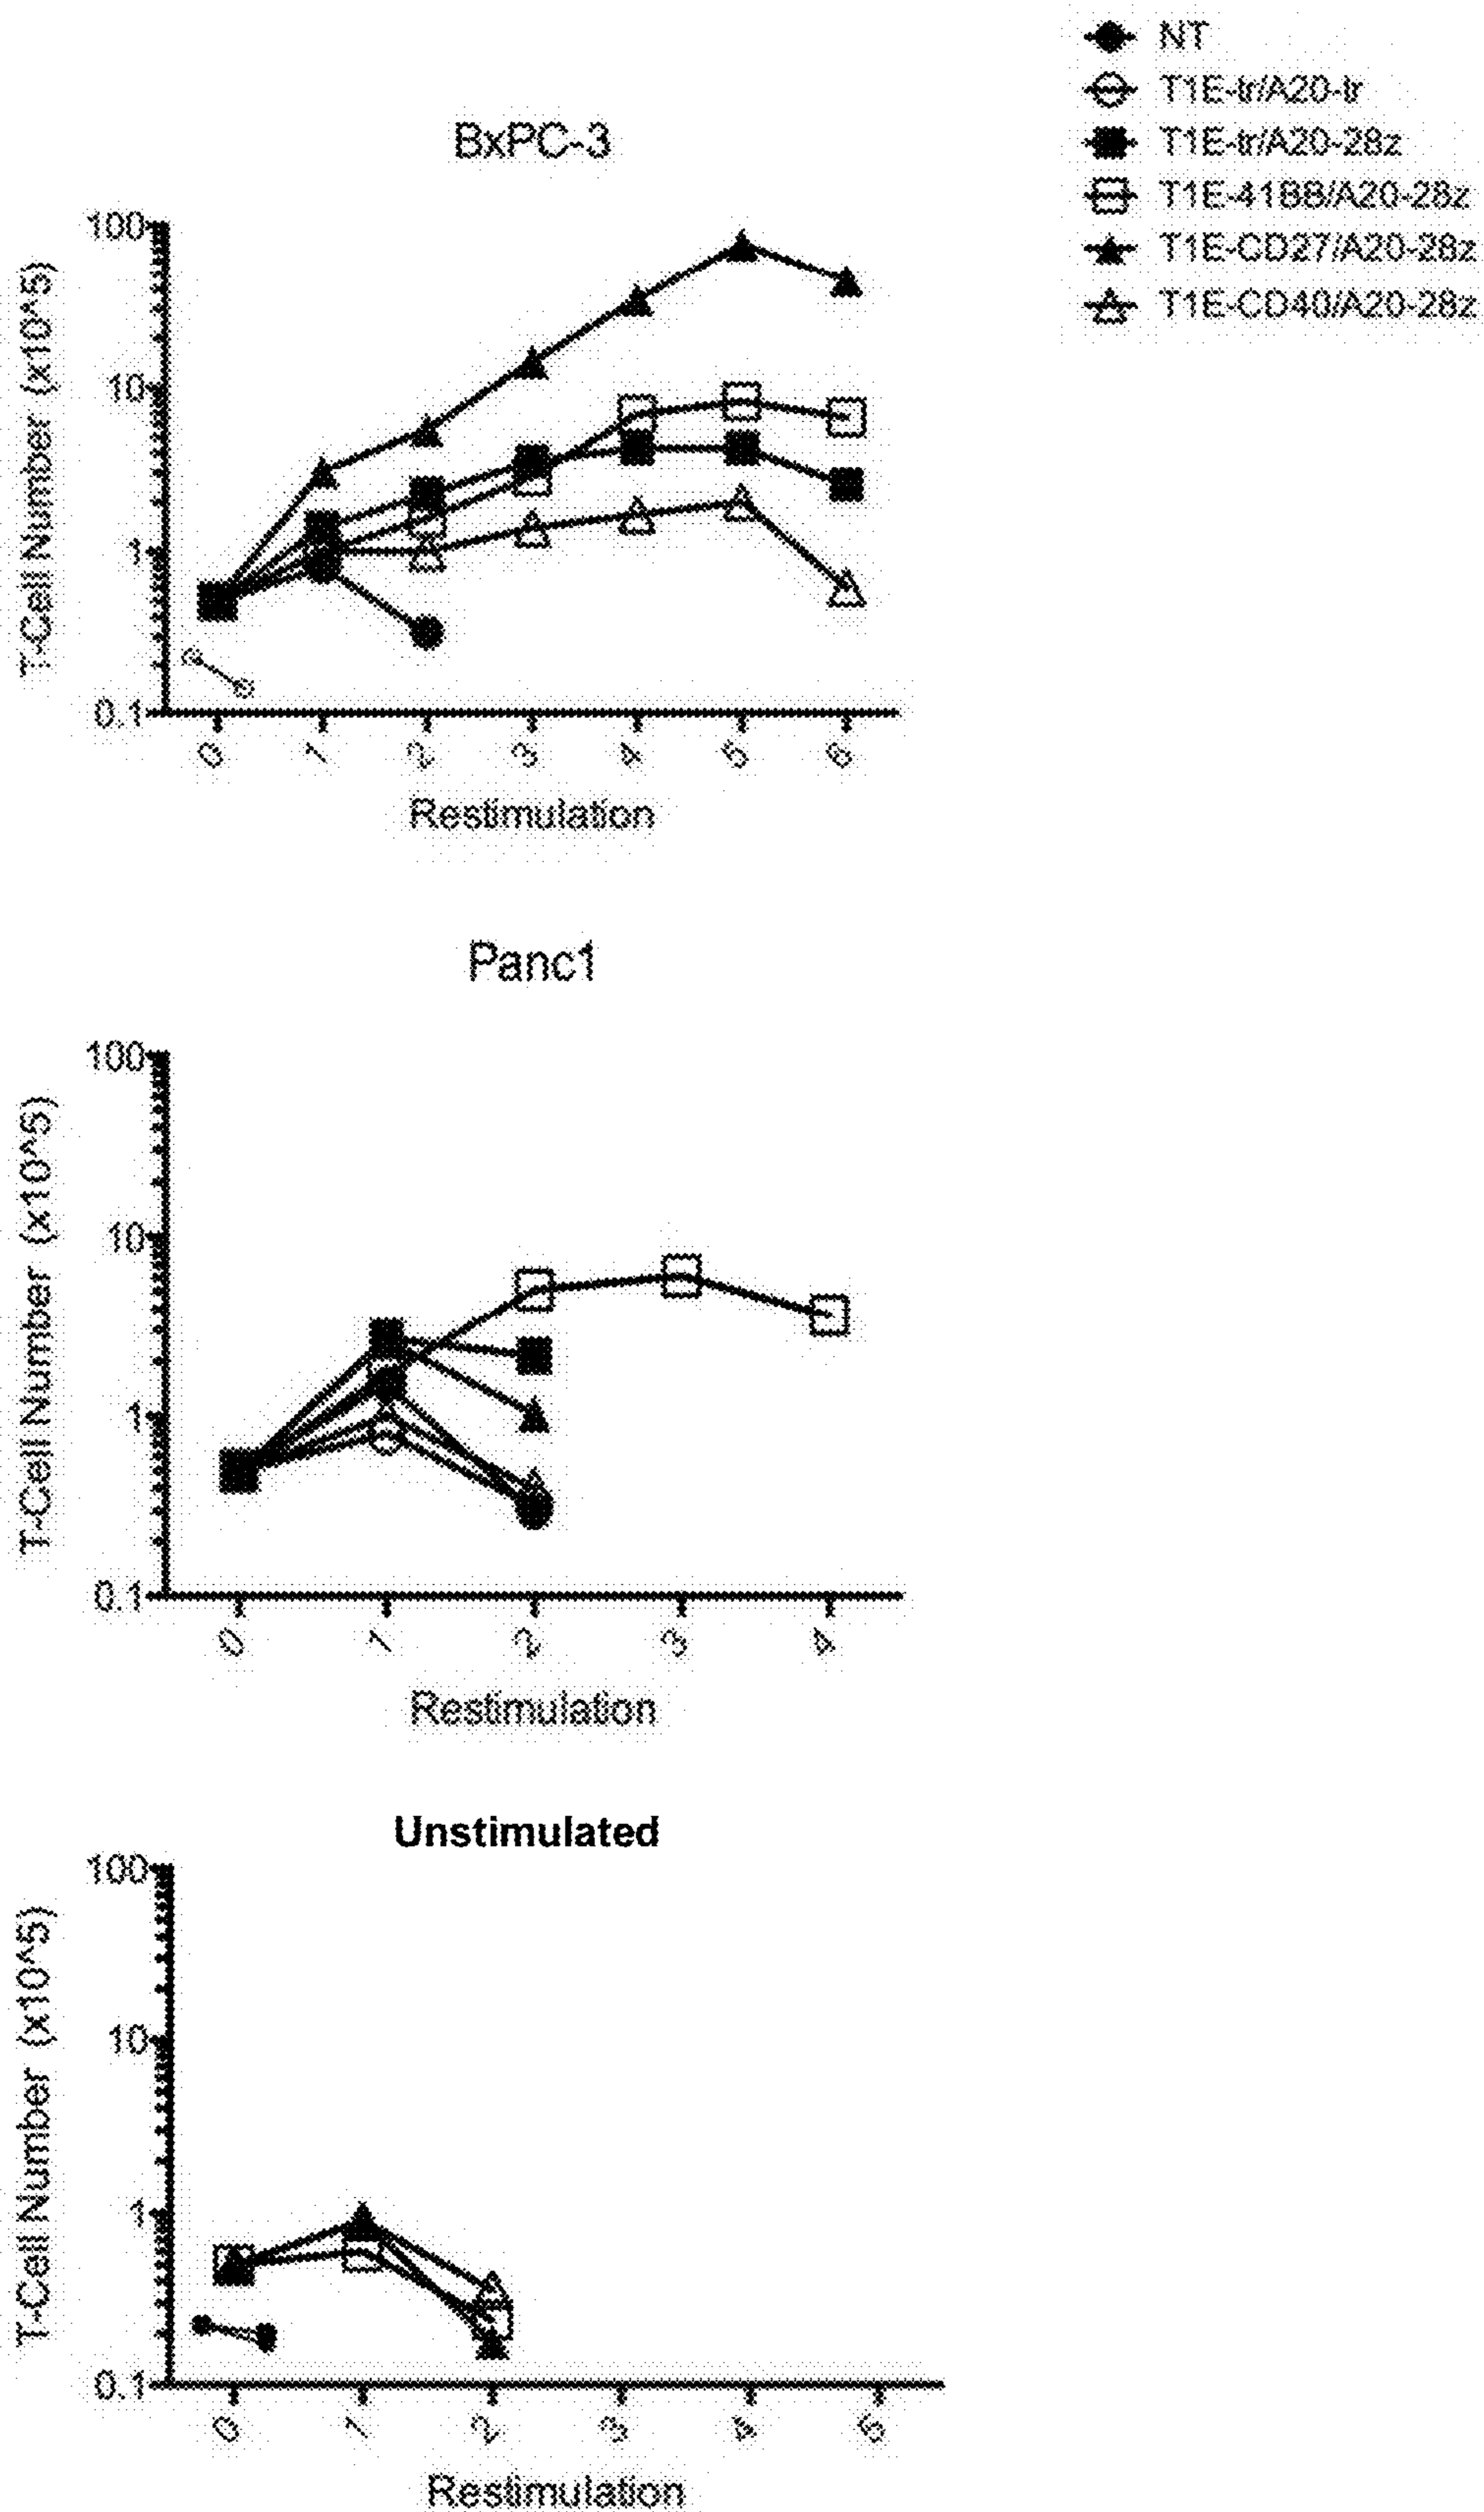 NT
T1E-tr/A20-tr
T1E-tr/A20-28z
T1E-41BB/A20-28z
T1E-CD27/A20-28z
T1E-CD40/A20-28z
BxPC-3
T-Cell Number (x10^5)
100
10
1
0.1
0 1 2 3 4 5 6
Restimulation
Panc1
T-Cell Number (x10^5)
100
10
1
0.1
0 1 2 3 4
Restimulation
Unstimulated
T-Cell Number (x10^5)
100
10
1
0.1
0 1 2 3 4 5
Restimulation